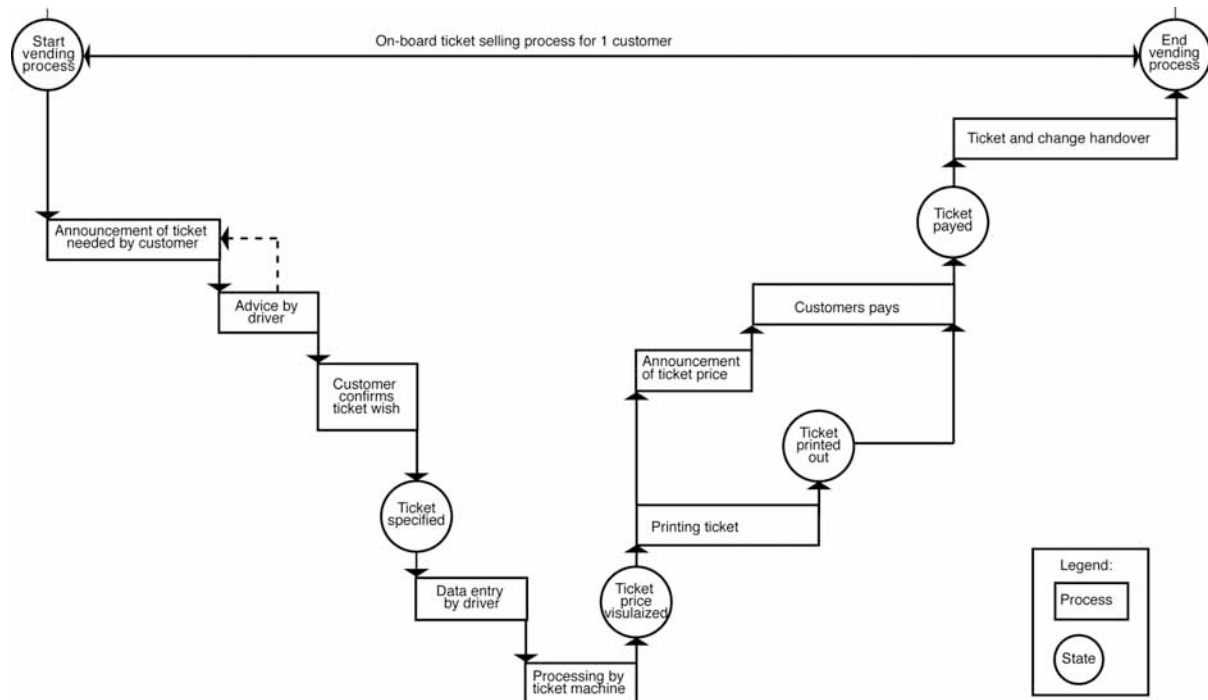 Start
vending
process
On-board ticket selling process for 1 customer
End
vending
process
Ticket and change handover
Announcement of ticket
needed by customer
Ticket
payed
Advice by
driver
Customers pays
Announcement
of ticket price
Customer
confirms
ticket wish
Ticket
printed
out
Ticket
specified
Printing ticket
Data entry
by driver
Ticket
price
visulaized
Processing by
ticket machine
Legend:
Process
State